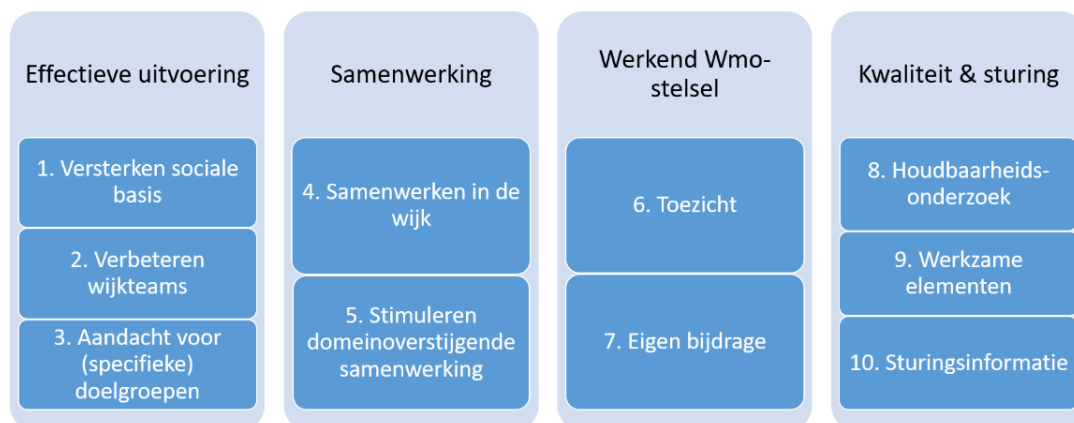 Effectieve uitvoering
1. Versterken sociale
basis
2. Verbeteren
wijkteams
3. Aandacht voor
(specifieke)
doelgroepen
Samenwerking
4. Samenwerken in de
wijk
5. Stimuleren
domeinoverstijgende
samenwerking
Werkend Wmo-
stelsel
6. Toezicht
7. Eigen bijdrage
Kwaliteit & sturing
8. Houdbaarheids-
onderzoek
9. Werkzame
elementen
10. Sturingsinformatie